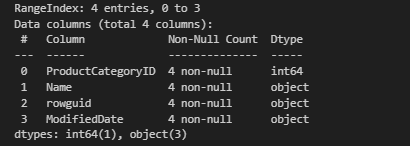 RangeIndex: 4 entries, 0 to 3
Data columns (total 4 columns):
 #   Column             Non-Null Count  Dtype
---  ------             --------------  -----
 0   ProductCategoryID  4 non-null      int64
 1   Name               4 non-null      object
 2   rowguid            4 non-null      object
 3   ModifiedDate       4 non-null      object
dtypes: int64(1), object(3)